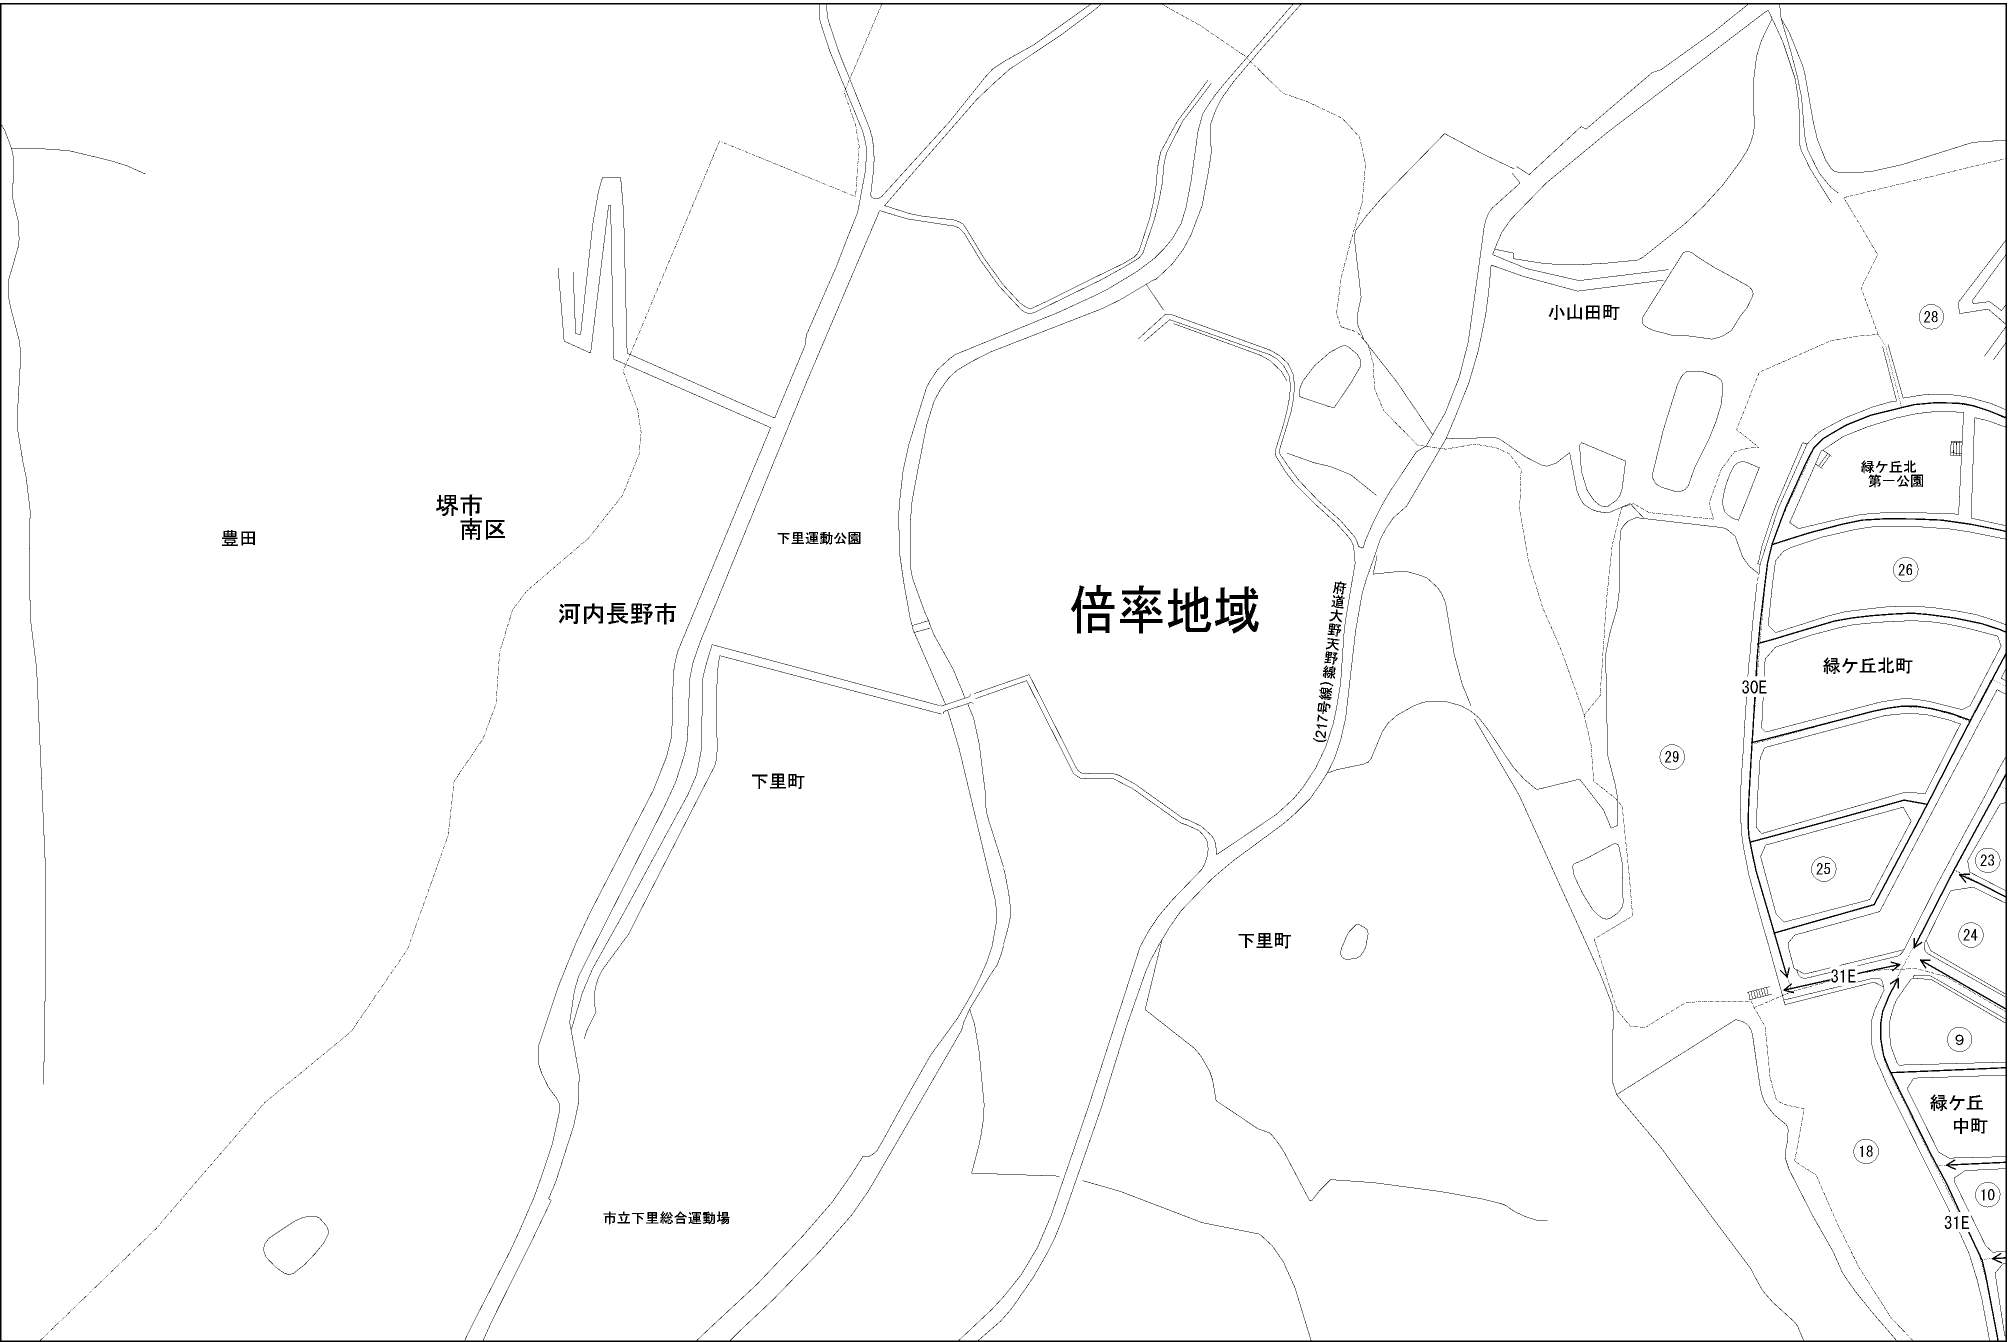 小山田町
28
緑ケ丘北
第一公園
堺市
南区
豊田
下里運動公園
26
河内長野市
倍率地域
府道大野天野線
(217号線)
緑ケ丘北町
30E
29
下里町
25
23
下里町
24
31E
9
緑ケ丘
中町
18
10
市立下里総合運動場
31E